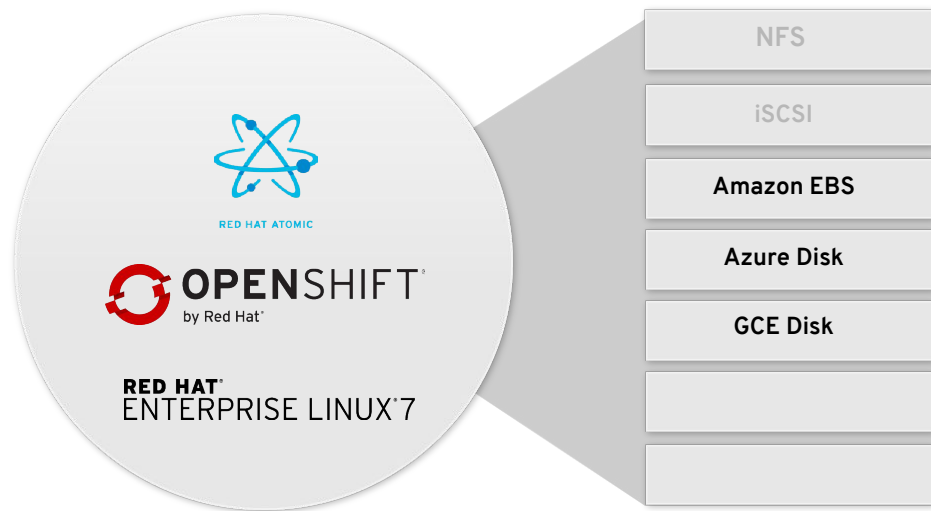 RED HAT ATOMIC
OPENSHIFT®
by Red Hat®
RED HAT®
ENTERPRISE LINUX®7
NFS
iSCSI
Amazon EBS
Azure Disk
GCE Disk